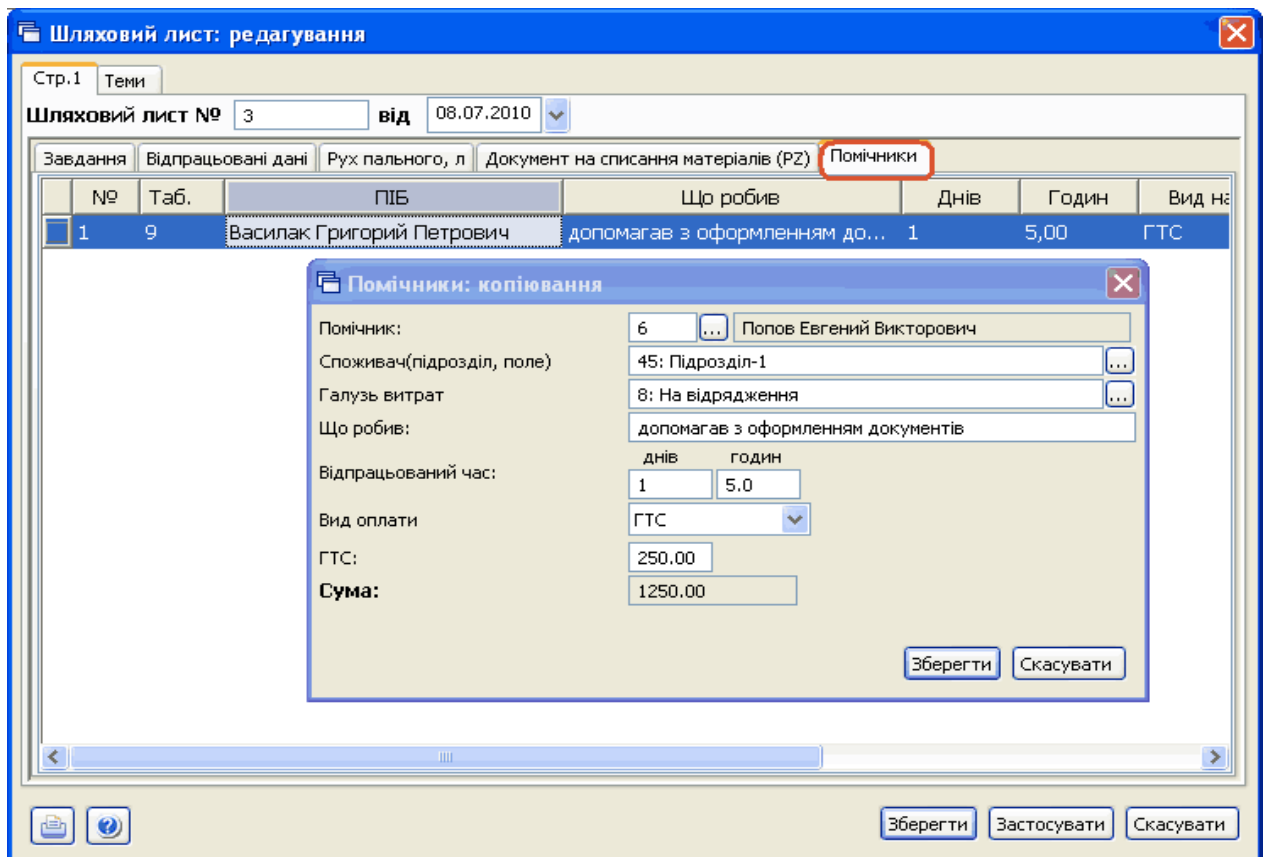 Шляховий лист: редагування
Стр.1 Теми
Шляховий лист № 3 від 08.07.2010
Завдання Відпрацьовані дані Рух пального, л Документ на списання матеріалів (PZ) Помічники
№ Таб. ПІБ Що робив Днів Годин Вид на
1 9 Василак Григорий Петрович допомагав з оформленням до... 1 5,00 ГТС
Помічники: копіювання
Помічник: 6 ... Попов Евгений Викторович
Споживач(підрозділ, поле) 45: Підрозділ-1 ...
Галузь витрат 8: На відрядження ...
Що робив: допомагав з оформленням документів
днів годин
Відпрацьований час: 1 5.0
Вид оплати ГТС
ГТС: 250.00
Сума: 1250.00
Зберегти Скасувати
Зберегти Застосувати Скасувати